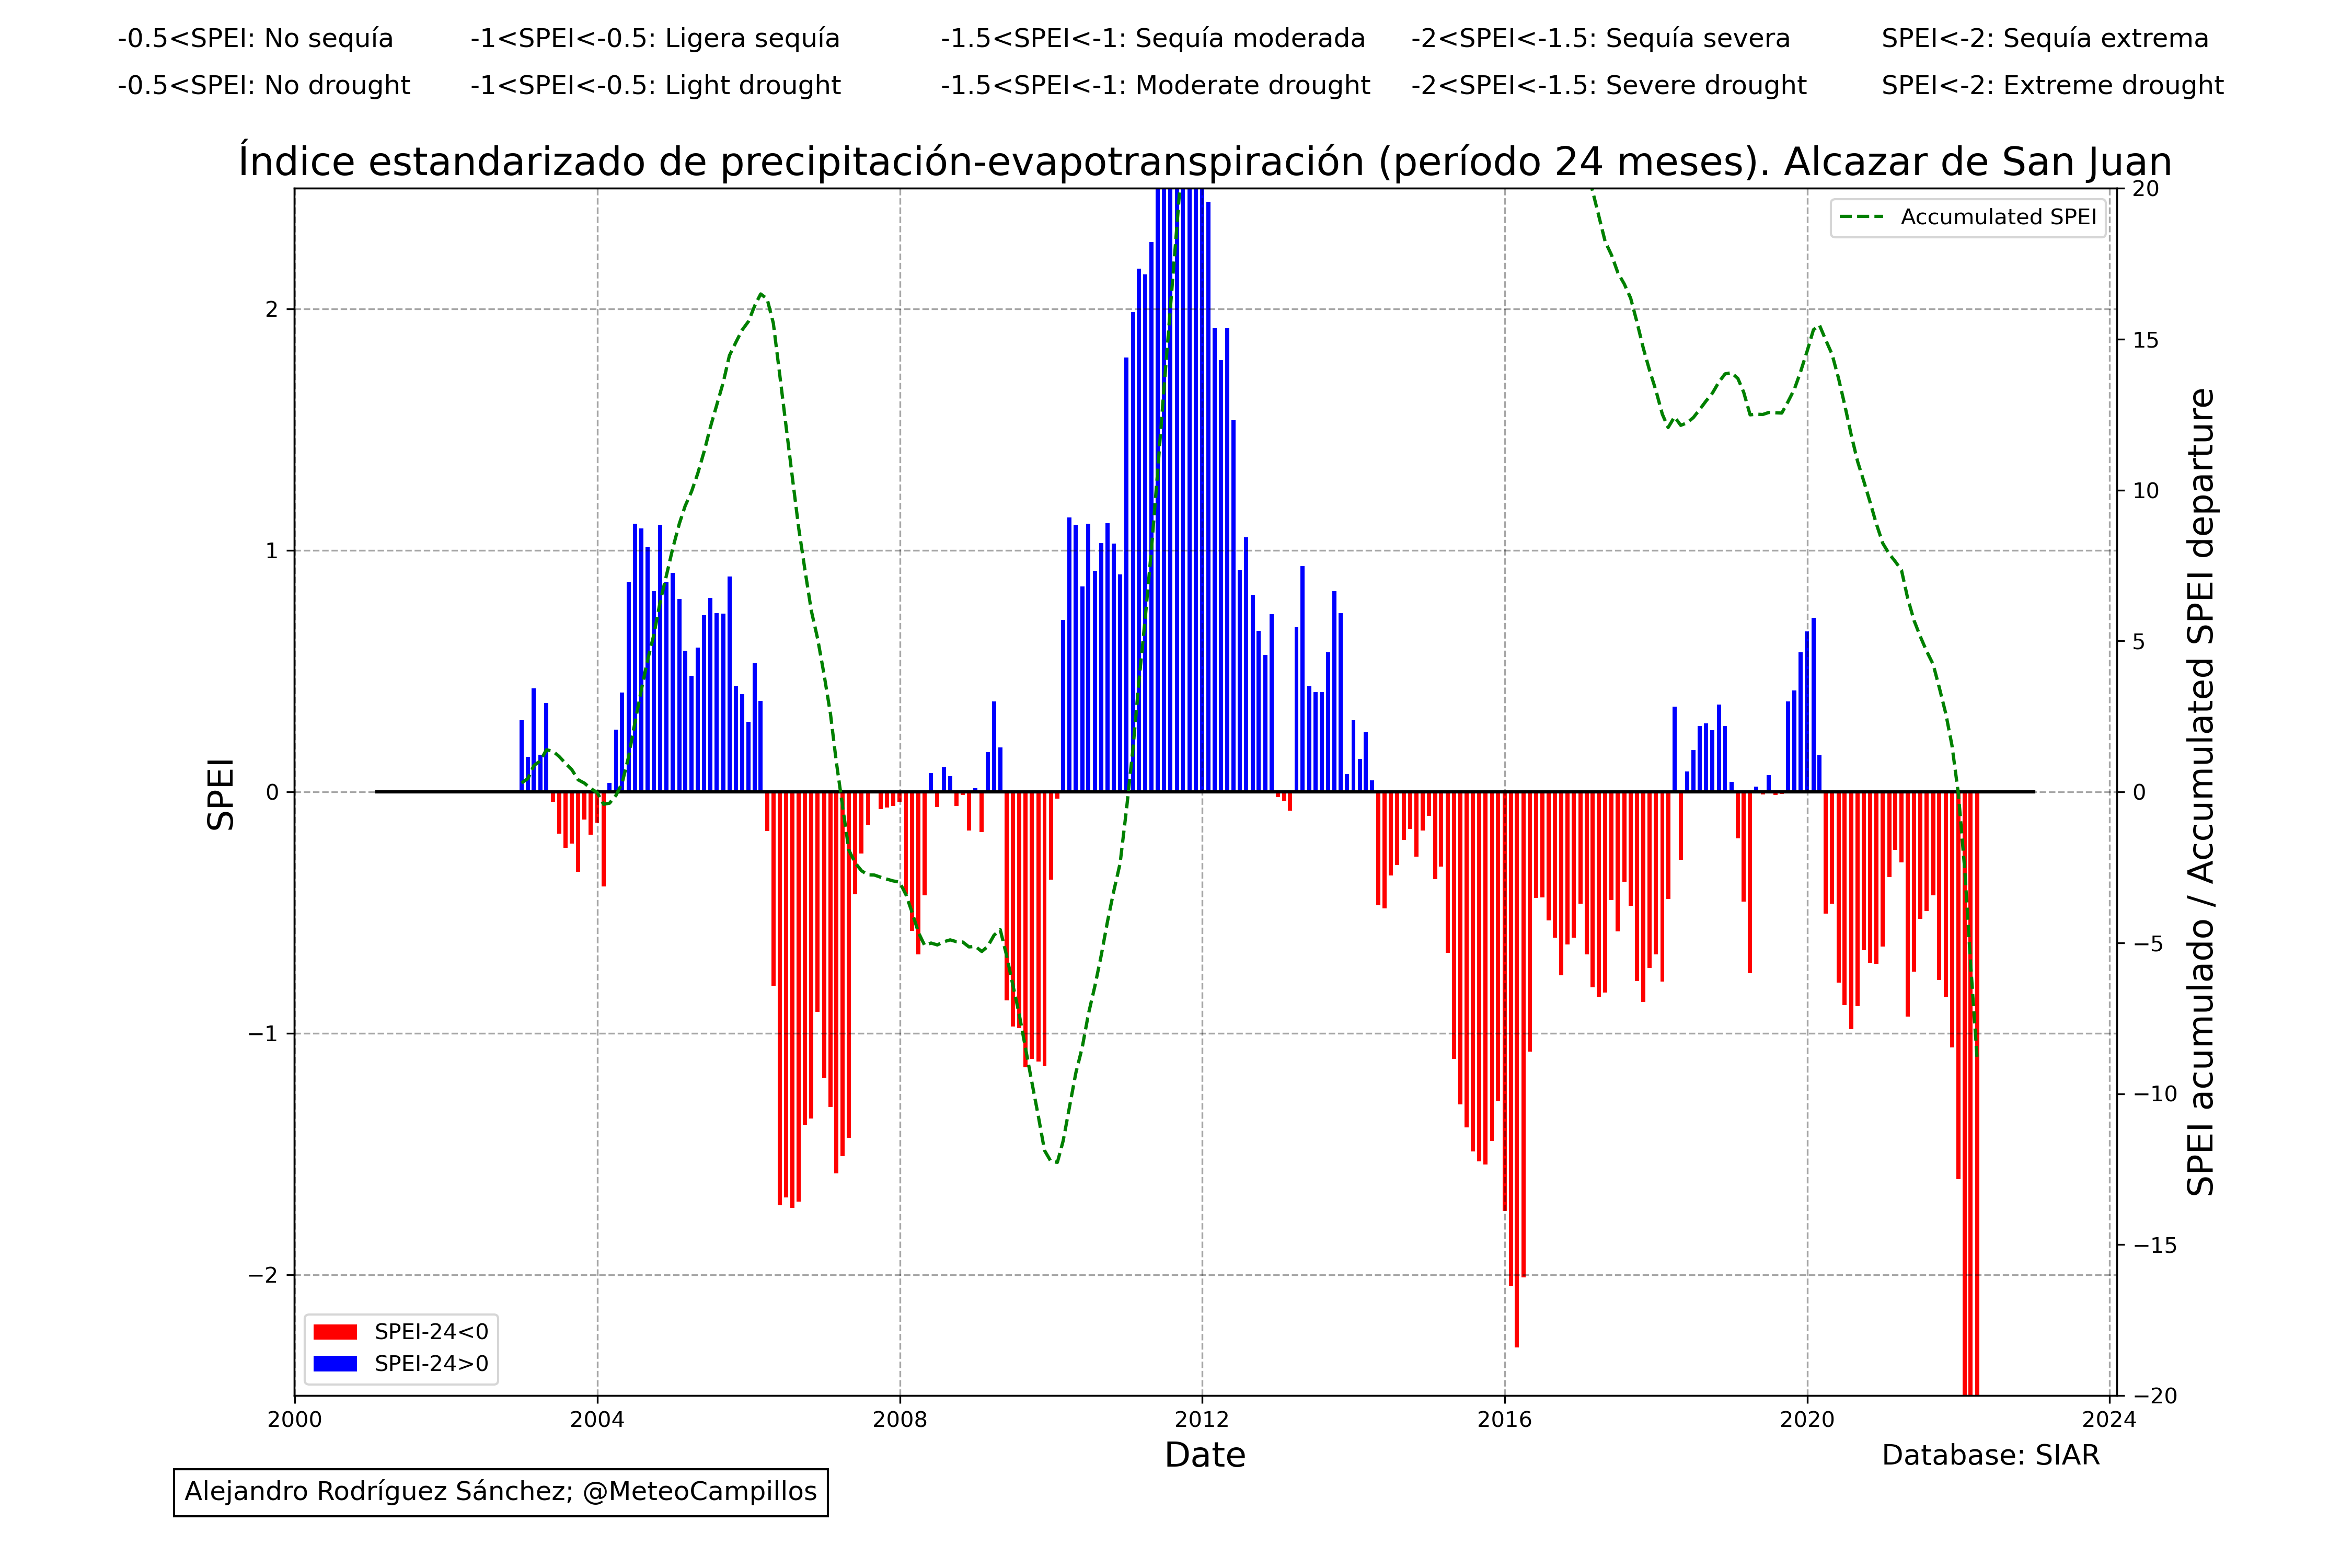 -0.5<SPEI: No sequía -1<SPEI<-0.5: Ligera sequía -1.5<SPEI<-1: Sequía moderada -2<SPEI<-1.5: Sequía severa SPEI<-2: Sequía extrema
-0.5<SPEI: No drought -1<SPEI<-0.5: Light drought -1.5<SPEI<-1: Moderate drought -2<SPEI<-1.5: Severe drought SPEI<-2: Extreme drought
Índice estandarizado de precipitación-evapotranspiración (período 24 meses). Alcazar de San Juan
Accumulated SPEI
SPEI
2
1
0
−1
−2
20
15
10
5
0
−5
−10
−15
−20
SPEI acumulado / Accumulated SPEI departure
SPEI-24<0
SPEI-24>0
2000 2004 2008 2012 2016 2020 2024
Date
Database: SIAR
Alejandro Rodríguez Sánchez; @MeteoCampillos